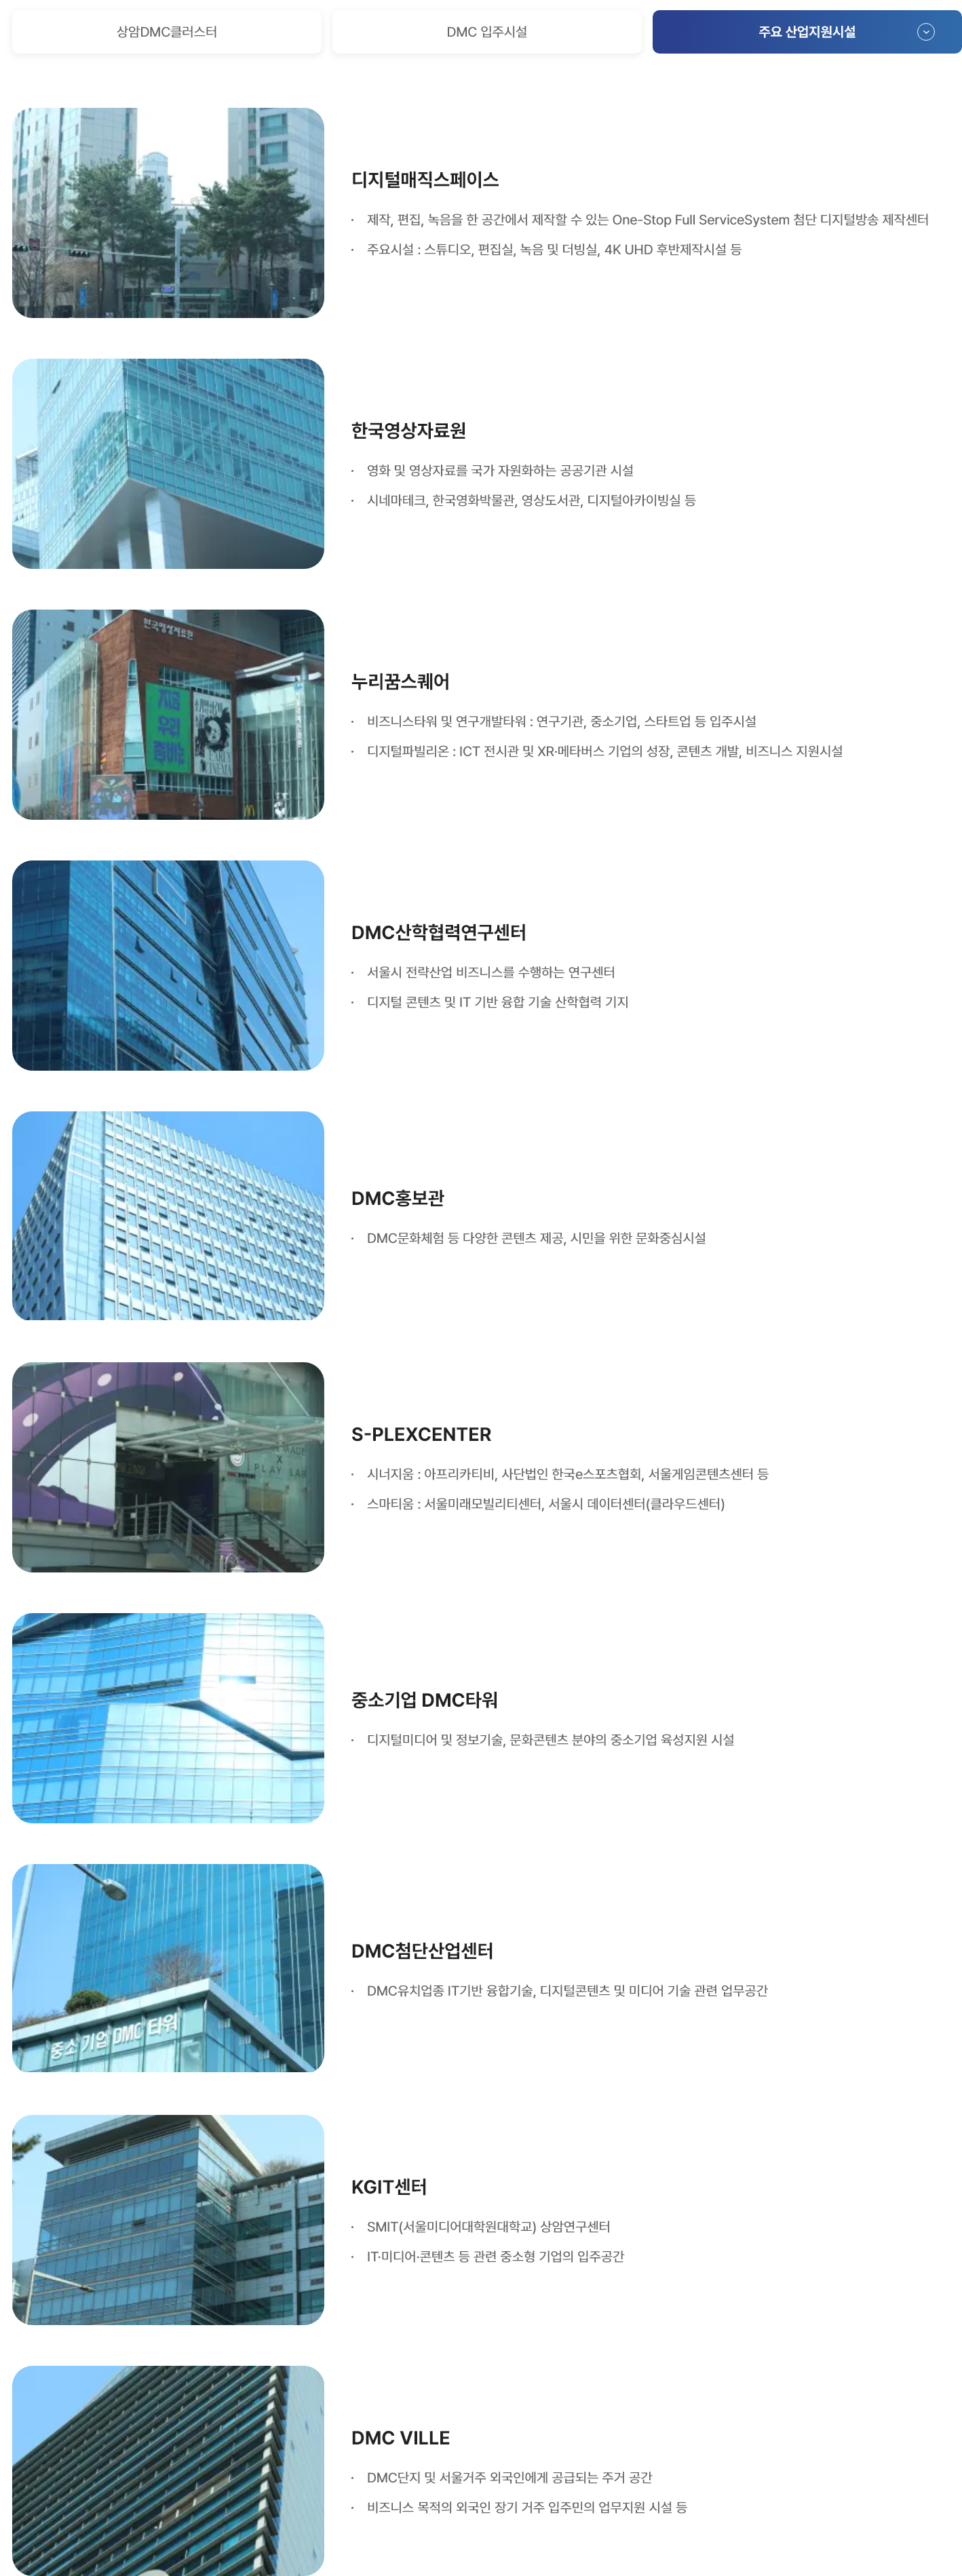 상암DMC클러스터
DMC 입주시설
주요 산업지원시설
디지털매직스페이스
· 제작, 편집, 녹음을 한 공간에서 제작할 수 있는 One-Stop Full ServiceSystem 첨단 디지털방송 제작센터
· 주요시설 : 스튜디오, 편집실, 녹음 및 더빙실, 4K UHD 후반제작시설 등
한국영상자료원
· 영화 및 영상자료를 국가 자원화하는 공공기관 시설
· 시네마테크, 한국영화박물관, 영상도서관, 디지털아카이빙실 등
한국영상자료원
지금
우리
좀비는
누리꿈스퀘어
· 비즈니스타워 및 연구개발타워 : 연구기관, 중소기업, 스타트업 등 입주시설
· 디지털파빌리온 : ICT 전시관 및 XR·메타버스 기업의 성장, 콘텐츠 개발, 비즈니스 지원시설
DMC산학협력연구센터
· 서울시 전략산업 비즈니스를 수행하는 연구센터
· 디지털 콘텐츠 및 IT 기반 융합 기술 산학협력 기지
DMC홍보관
· DMC문화체험 등 다양한 콘텐츠 제공, 시민을 위한 문화중심시설
X
PLAY LAB
S-PLEXCENTER
· 시너지움 : 아프리카티비, 사단법인 한국e스포츠협회, 서울게임콘텐츠센터 등
· 스마티움 : 서울미래모빌리티센터, 서울시 데이터센터(클라우드센터)
중소기업 DMC타워
· 디지털미디어 및 정보기술, 문화콘텐츠 분야의 중소기업 육성지원 시설
중소기업 DMC타워
DMC첨단산업센터
· DMC유치업종 IT기반 융합기술, 디지털콘텐츠 및 미디어 기술 관련 업무공간
KGIT센터
· SMIT(서울미디어대학원대학교) 상암연구센터
· IT·미디어·콘텐츠 등 관련 중소형 기업의 입주공간
DMC VILLE
· DMC단지 및 서울거주 외국인에게 공급되는 주거 공간
· 비즈니스 목적의 외국인 장기 거주 입주민의 업무지원 시설 등